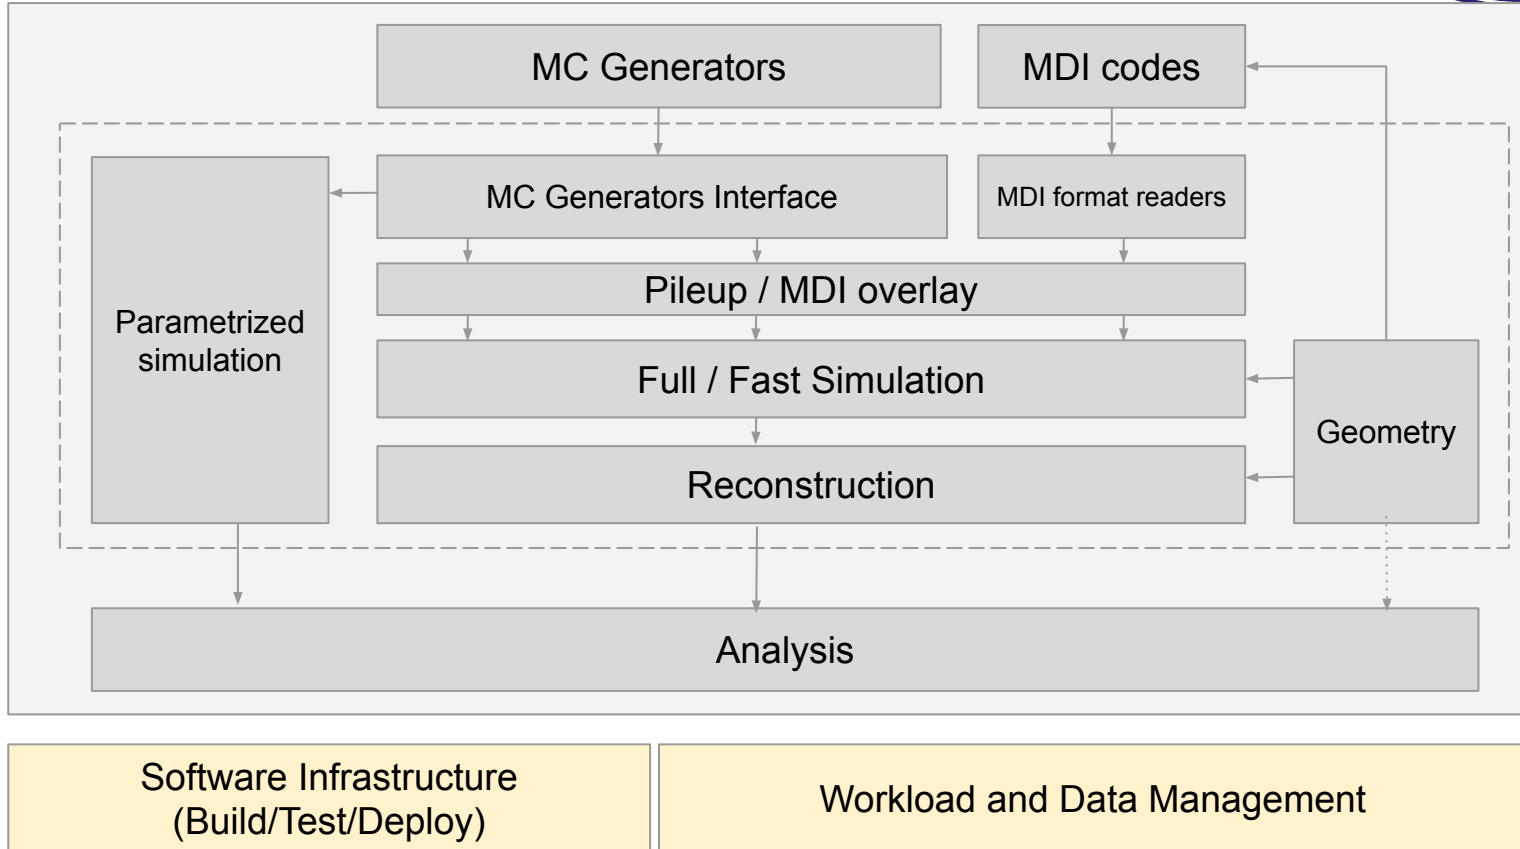 MC Generators
MDI codes
MC Generators Interface
MDI format readers
Pileup / MDI overlay
Parametrized
simulation
Full / Fast Simulation
Geometry
Reconstruction
Analysis
Software Infrastructure
(Build/Test/Deploy)
Workload and Data Management